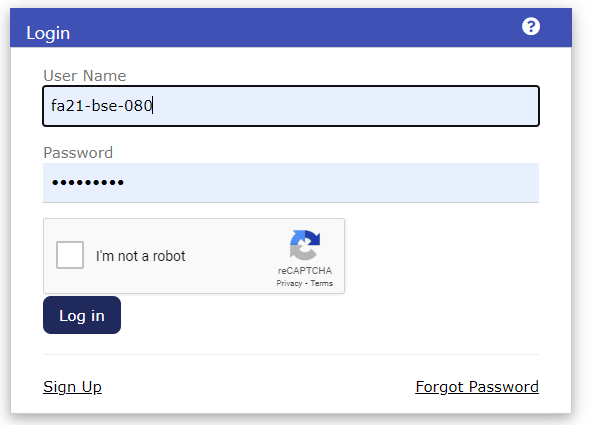 Login
User Name
fa21-bse-080
Password
•••••••••
I'm not a robot
reCAPTCHA
Privacy - Terms
Log in
Sign Up
Forgot Password